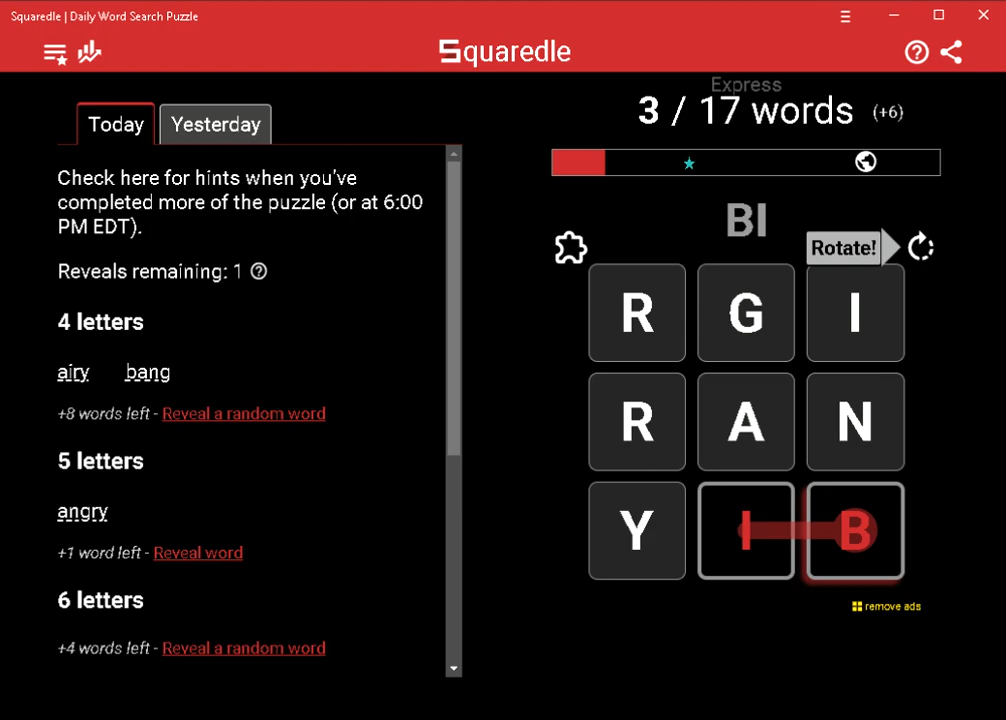 Squaredle | Daily Word Search Puzzle
Squaredle
Today
Yesterday
Check here for hints when you've
completed more of the puzzle (or at 6:00
PM EDT).
Reveals remaining: 1
4 letters
airy bang
+8 words left - Reveal a random word
5 letters
angry
+1 word left - Reveal word
6 letters
+4 words left - Reveal a random word
Express
3 / 17 words (+6)
BI
Rotate!
R G I
R A N
Y I B
remove ads